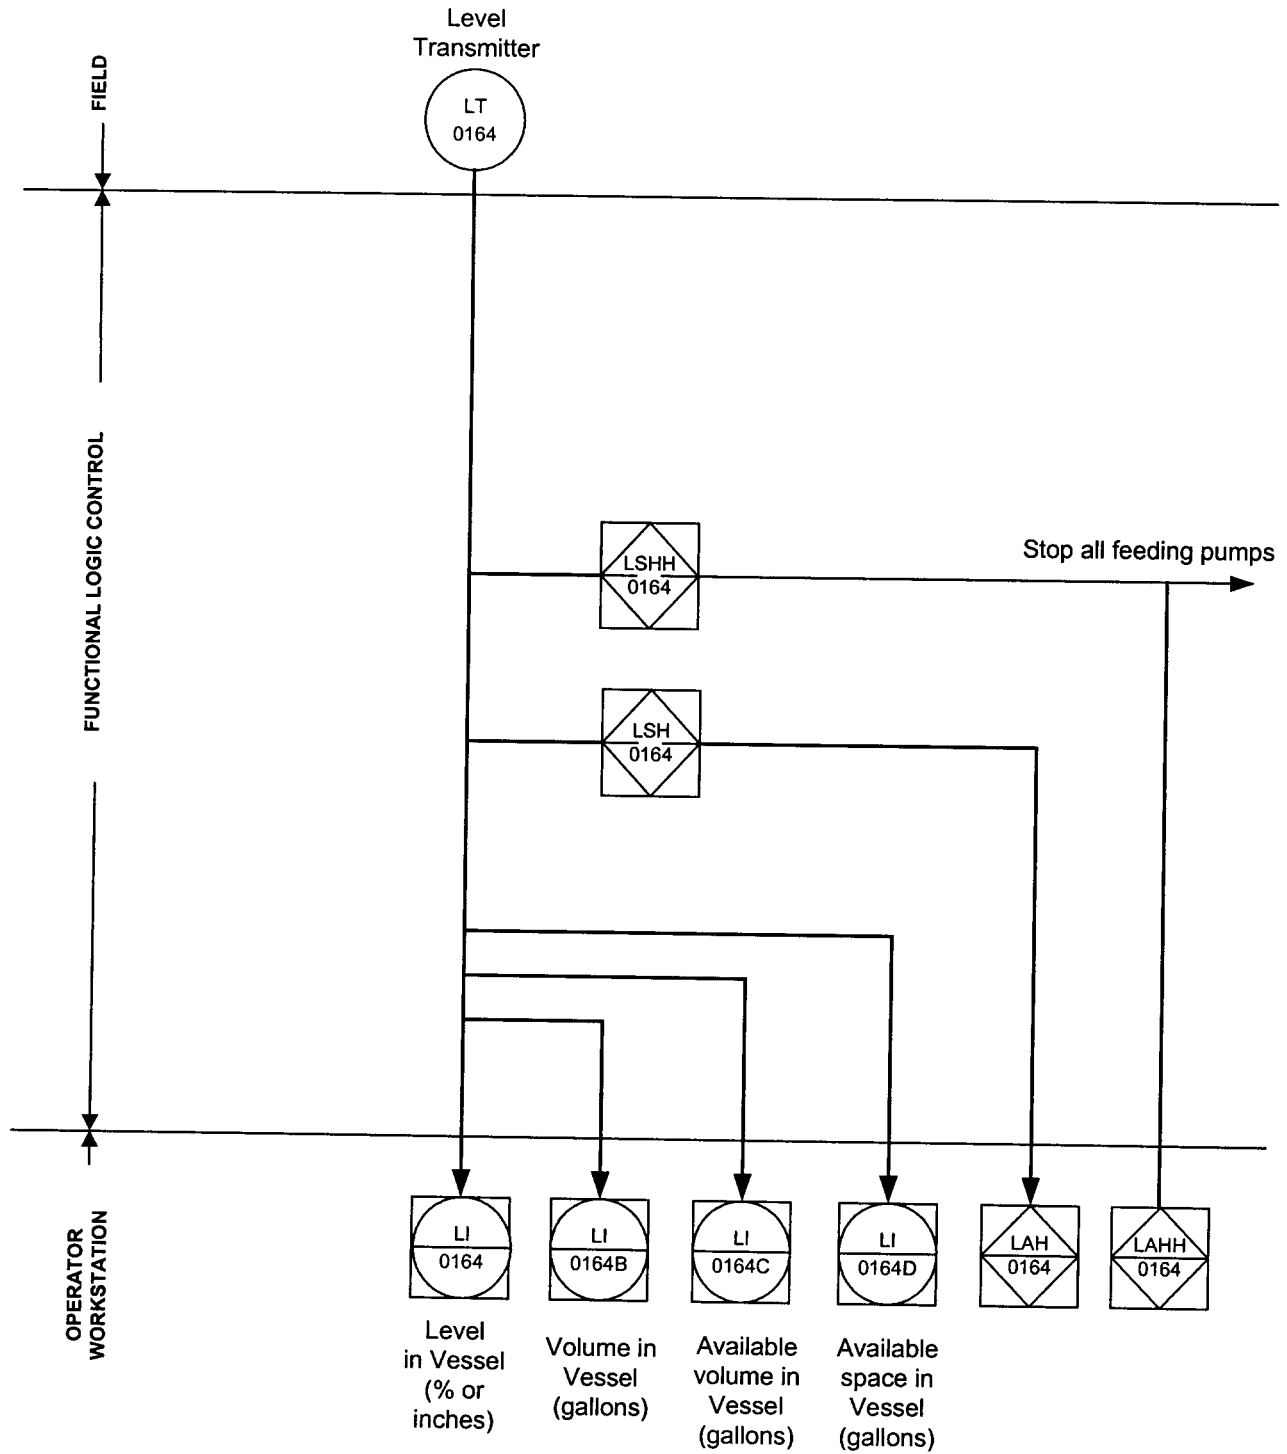 Level
Transmitter
LT
0164
FIELD
FUNCTIONAL LOGIC CONTROL
LSHH
0164
Stop all feeding pumps
LSH
0164
OPERATOR
WORKSTATION
LI
0164
LI
0164B
LI
0164C
LI
0164D
LAH
0164
LAHH
0164
Level
in Vessel
(% or
inches)
Volume in
Vessel
(gallons)
Available
volume in
Vessel
(gallons)
Available
space in
Vessel
(gallons)